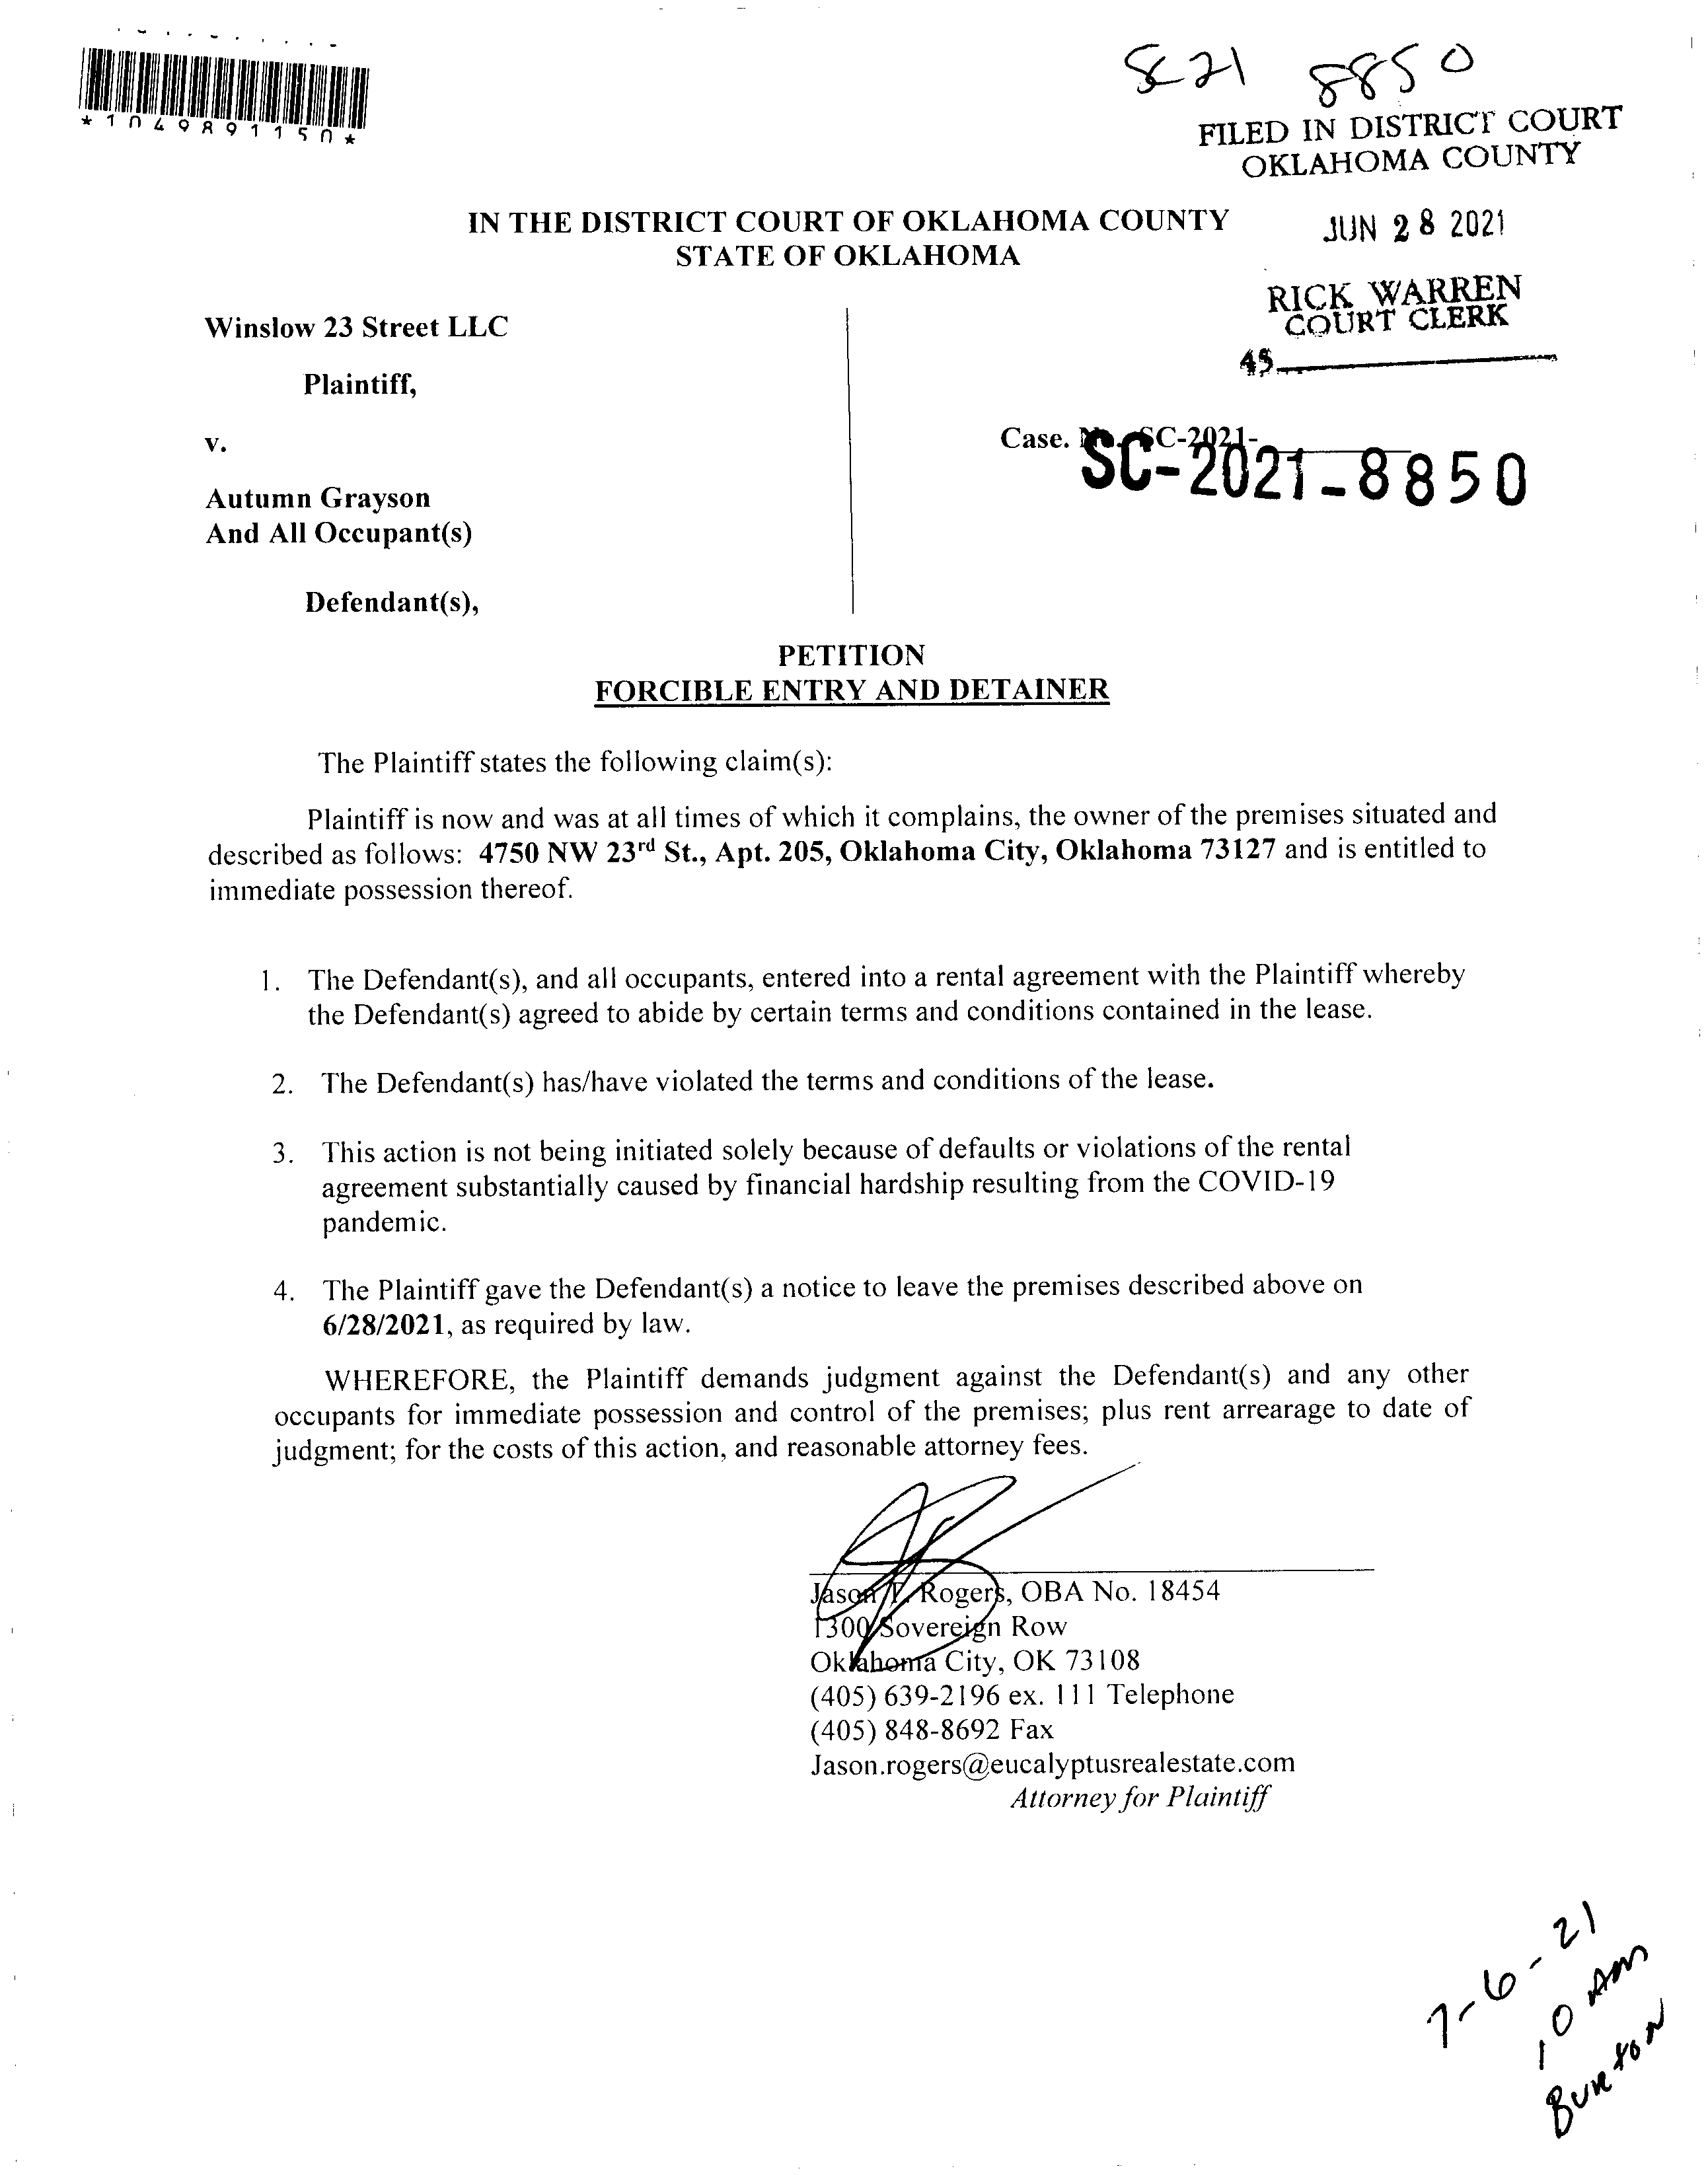 *1049891150*
SC 21 8850
FILED IN DISTRICT COURT
OKLAHOMA COUNTY
IN THE DISTRICT COURT OF OKLAHOMA COUNTY
STATE OF OKLAHOMA
JUN 28 2021
RICK WARREN
COURT CLERK
45
Winslow 23 Street LLC
Plaintiff,
v.
Case. No. SC-2021-
SC-2021-8850
Autumn Grayson
And All Occupant(s)
Defendant(s),
PETITION
FORCIBLE ENTRY AND DETAINER
The Plaintiff states the following claim(s):
Plaintiff is now and was at all times of which it complains, the owner of the premises situated and
described as follows: 4750 NW 23rd St., Apt. 205, Oklahoma City, Oklahoma 73127 and is entitled to
immediate possession thereof.
1. The Defendant(s), and all occupants, entered into a rental agreement with the Plaintiff whereby
the Defendant(s) agreed to abide by certain terms and conditions contained in the lease.
2. The Defendant(s) has/have violated the terms and conditions of the lease.
3. This action is not being initiated solely because of defaults or violations of the rental
agreement substantially caused by financial hardship resulting from the COVID-19
pandemic.
4. The Plaintiff gave the Defendant(s) a notice to leave the premises described above on
6/28/2021, as required by law.
WHEREFORE, the Plaintiff demands judgment against the Defendant(s) and any other
occupants for immediate possession and control of the premises; plus rent arrearage to date of
judgment; for the costs of this action, and reasonable attorney fees.
Jason T. Rogers, OBA No. 18454
1300 Sovereign Row
Oklahoma City, OK 73108
(405) 639-2196 ex. 111 Telephone
(405) 848-8692 Fax
Jason.rogers@eucalyptusrealestate.com
Attorney for Plaintiff
7-6-21
10 AM
BURTON